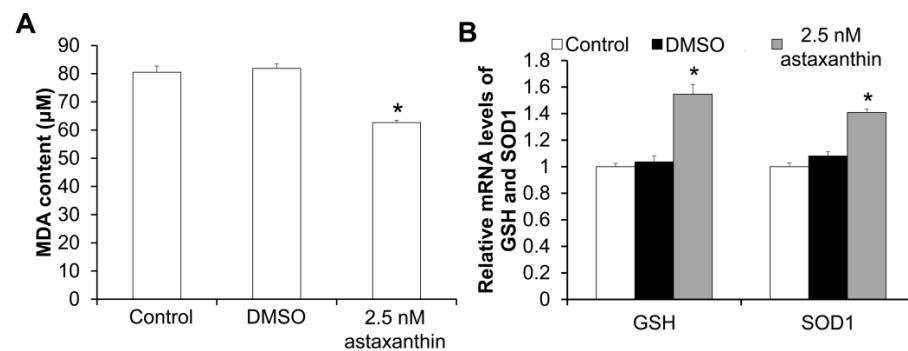 A
MDA content (µM)
90
80
70
60
50
40
30
20
10
0
*
Control
DMSO
2.5 nM
astaxanthin
B
Control
DMSO
2.5 nM
astaxanthin
Relative mRNA levels of
GSH and SOD1
1.6
1.4
1.2
1
0.8
0.6
0.4
0.2
0
*
*
GSH
SOD1